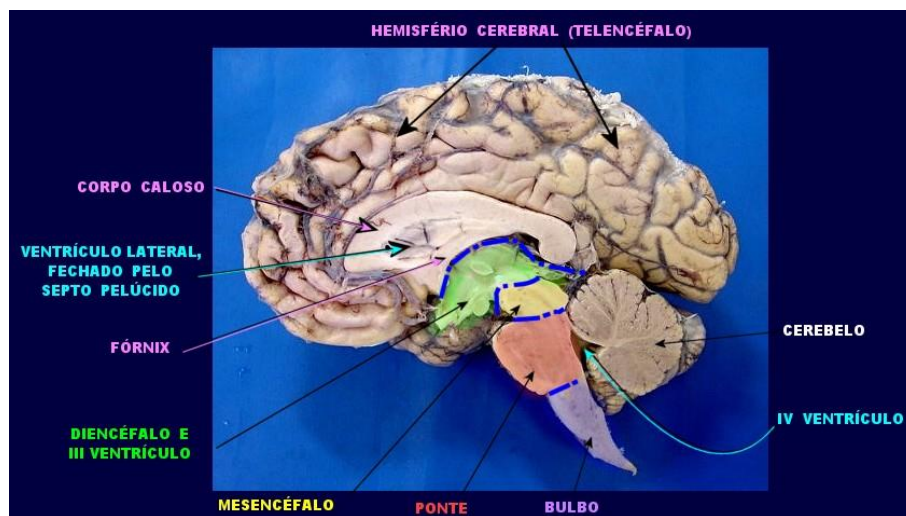 HEMISFÉRIO CEREBRAL (TELENCÉFALO)
CORPO CALOSO
VENTRÍCULO LATERAL,
FECHADO PELO
SEPTO PELÚCIDO
FÓRNIX
CEREBELO
IV VENTRÍCULO
DIENCÉFALO E
III VENTRÍCULO
MESENCÉFALO
PONTE
BULBO